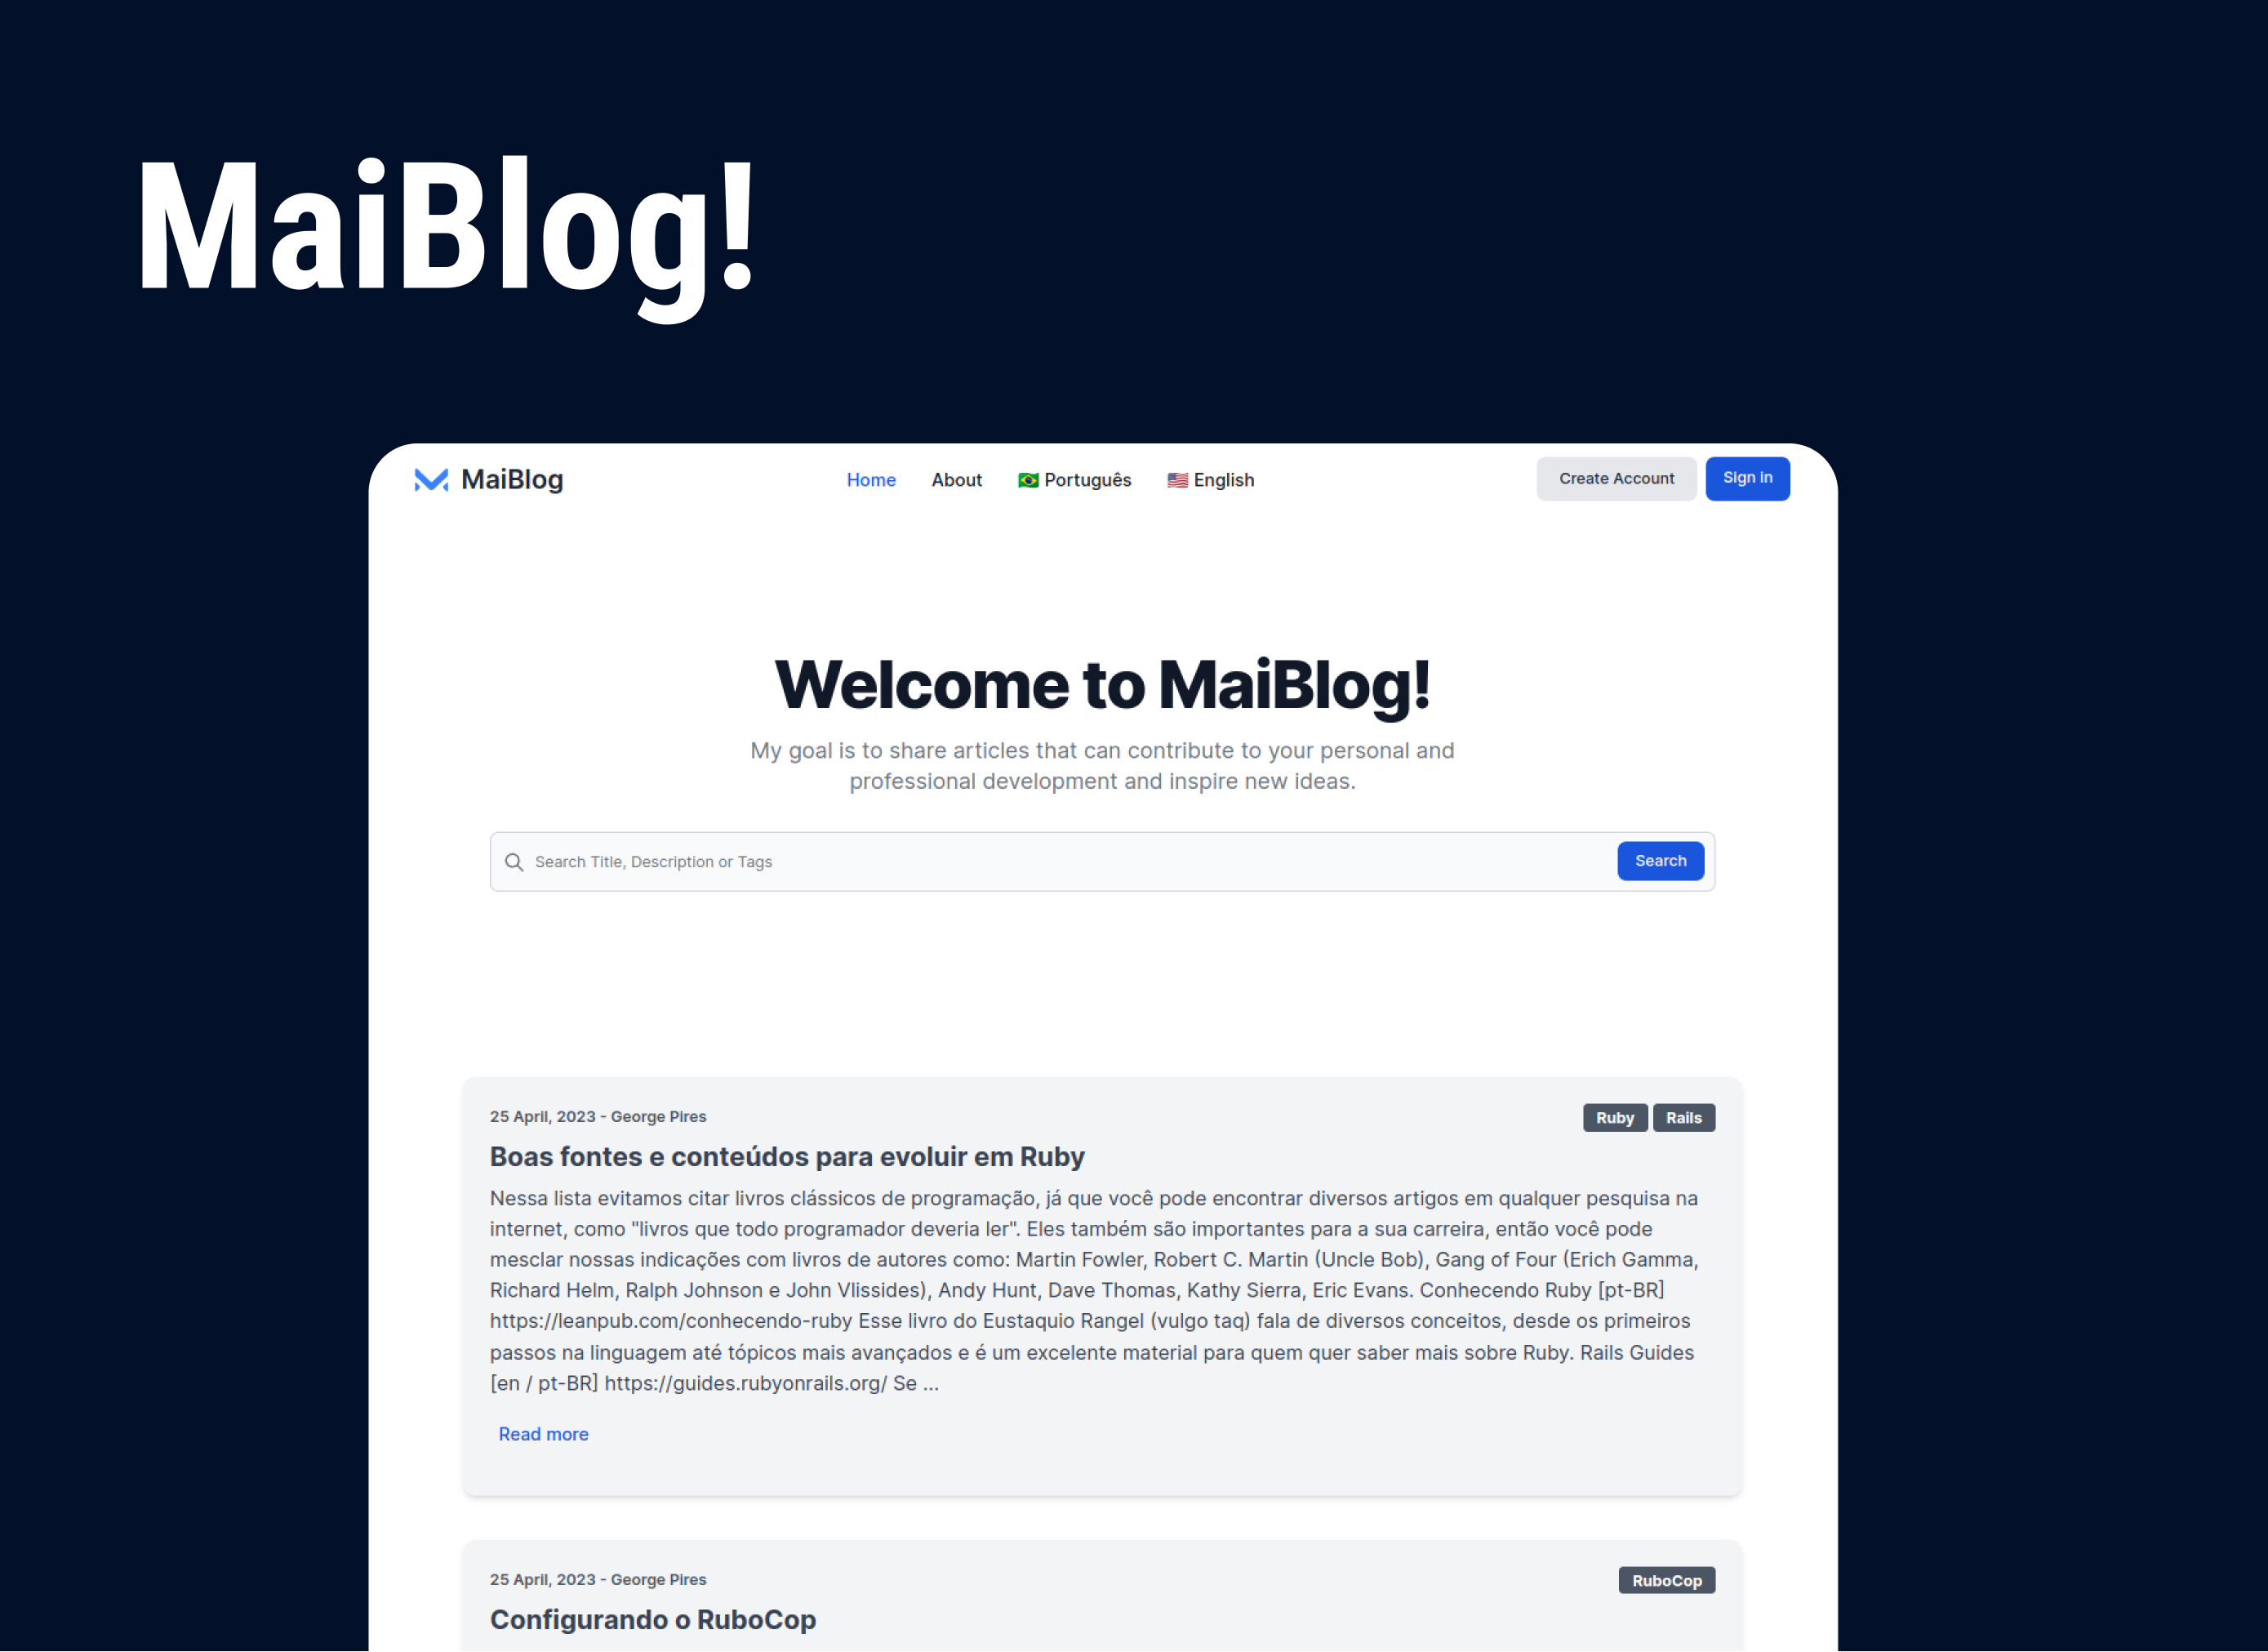 MaiBlog!
MaiBlog
Home
About
🇧🇷 Português
🇺🇸 English
Create Account
Sign in
Welcome to MaiBlog!
My goal is to share articles that can contribute to your personal and
professional development and inspire new ideas.
Search Title, Description or Tags
Search
25 April, 2023 - George Pires
Ruby
Rails
Boas fontes e conteúdos para evoluir em Ruby
Nessa lista evitamos citar livros clássicos de programação, já que você pode encontrar diversos artigos em qualquer pesquisa na
internet, como "livros que todo programador deveria ler". Eles também são importantes para a sua carreira, então você pode
mesclar nossas indicações com livros de autores como: Martin Fowler, Robert C. Martin (Uncle Bob), Gang of Four (Erich Gamma,
Richard Helm, Ralph Johnson e John Vlissides), Andy Hunt, Dave Thomas, Kathy Sierra, Eric Evans. Conhecendo Ruby [pt-BR]
https://leanpub.com/conhecendo-ruby Esse livro do Eustaquio Rangel (vulgo taq) fala de diversos conceitos, desde os primeiros
passos na linguagem até tópicos mais avançados e é um excelente material para quem quer saber mais sobre Ruby. Rails Guides
[en / pt-BR] https://guides.rubyonrails.org/ Se ...
Read more
25 April, 2023 - George Pires
RuboCop
Configurando o RuboCop